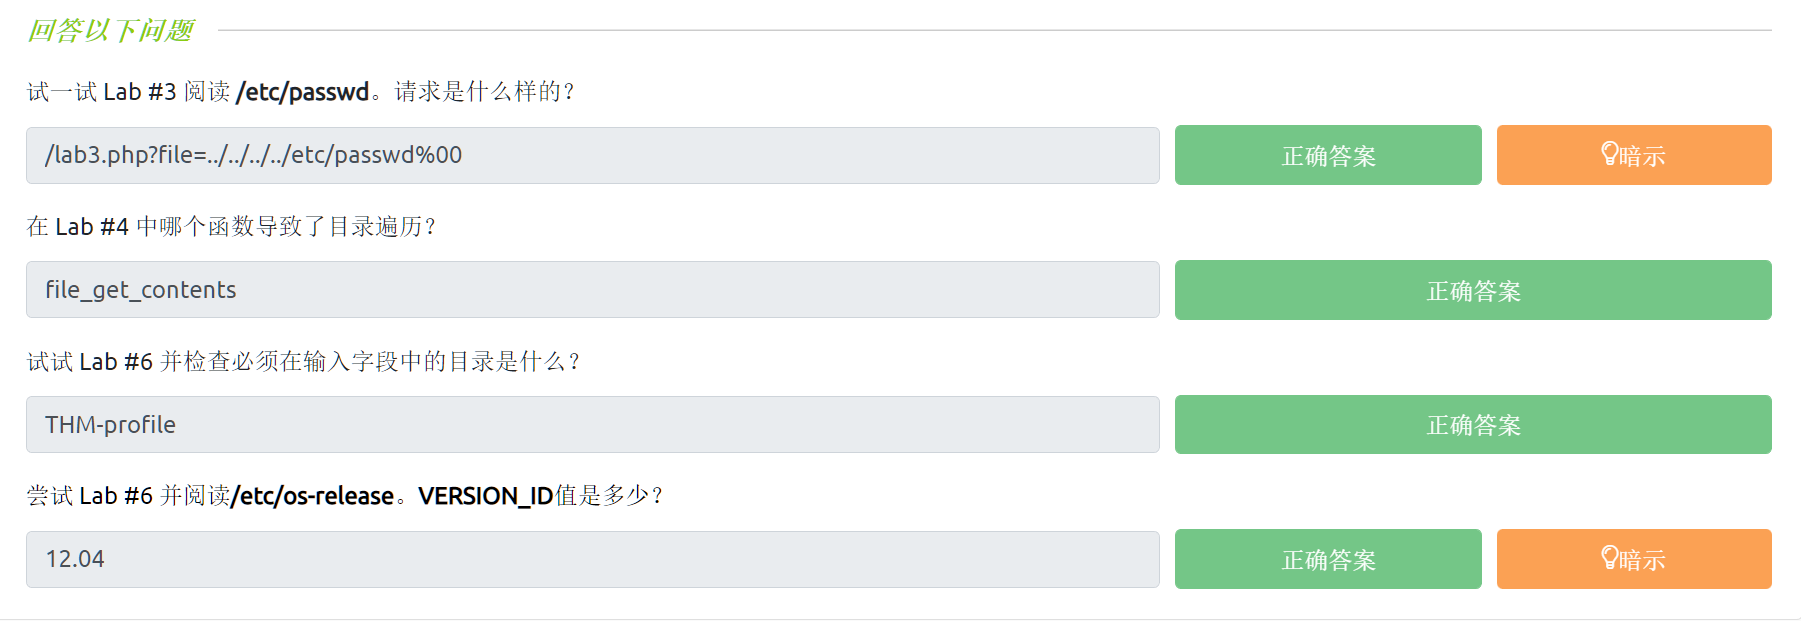 回答以下问题
试一试 Lab #3 阅读 /etc/passwd。请求是什么样的?
/lab3.php?file=../../../../etc/passwd%00
正确答案
暗示
在 Lab #4 中哪个函数导致了目录遍历?
file_get_contents
正确答案
试试 Lab #6 并检查必须在输入字段中的目录是什么?
THM-profile
正确答案
尝试 Lab #6 并阅读/etc/os-release。VERSION_ID值是多少?
12.04
正确答案
暗示